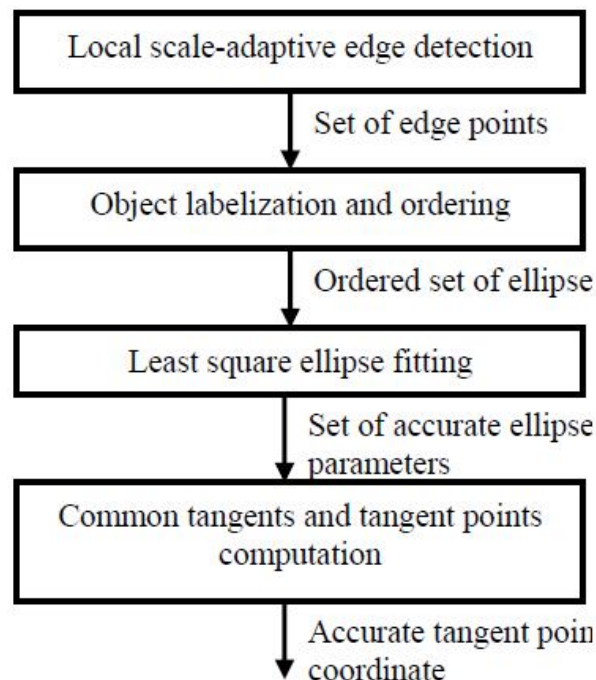 Local scale-adaptive edge detection
Set of edge points
Object labelization and ordering
Ordered set of ellipse
Least square ellipse fitting
Set of accurate ellipse
parameters
Common tangents and tangent points
computation
Accurate tangent poin
coordinate